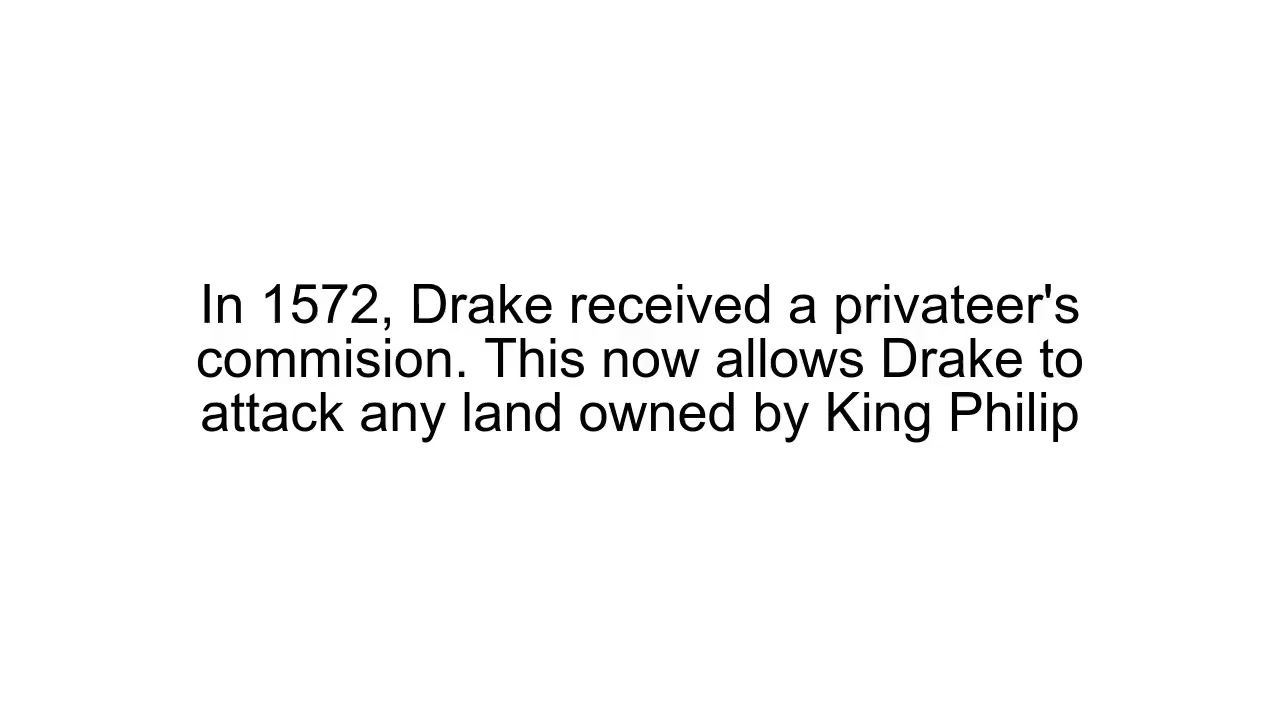 In 1572, Drake received a privateer's
commision. This now allows Drake to
attack any land owned by King Philip